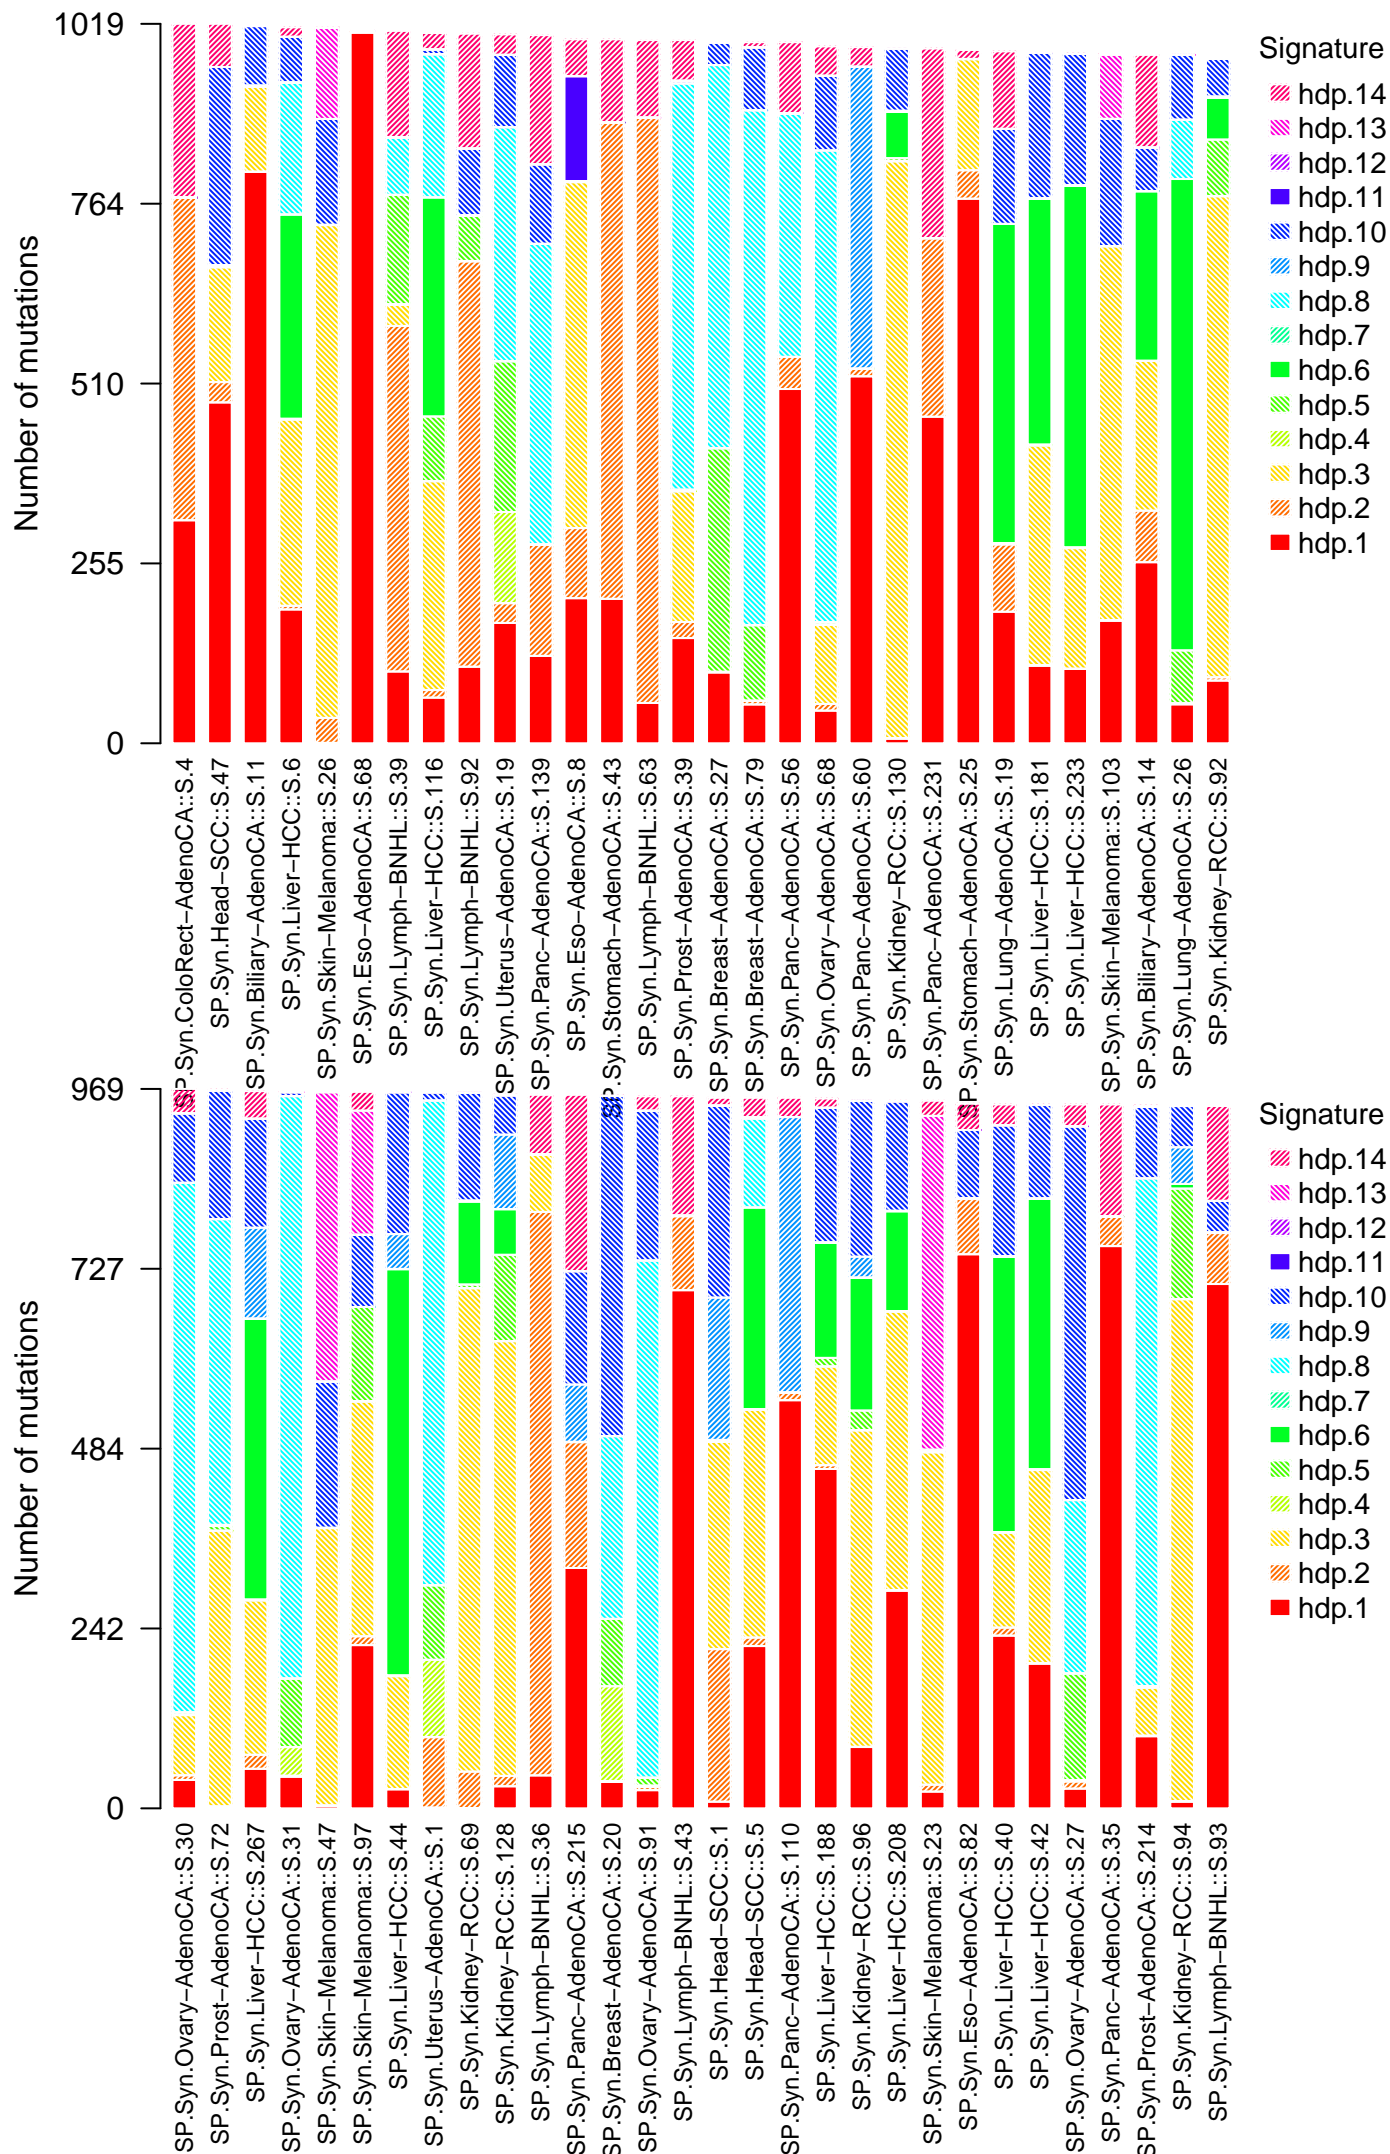 1019
764
510
255
0
Number of mutations
Signature
hdp.14
hdp.13
hdp.12
hdp.11
hdp.10
hdp.9
hdp.8
hdp.7
hdp.6
hdp.5
hdp.4
hdp.3
hdp.2
hdp.1
SP.Syn.ColoRect−AdenoCA::S.4
SP.Syn.Head−SCC::S.47
SP.Syn.Biliary−AdenoCA::S.11
SP.Syn.Liver−HCC::S.6
SP.Syn.Skin−Melanoma::S.26
SP.Syn.Eso−AdenoCA::S.68
SP.Syn.Lymph−BNHL::S.39
SP.Syn.Liver−HCC::S.116
SP.Syn.Lymph−BNHL::S.92
SP.Syn.Uterus−AdenoCA::S.19
SP.Syn.Panc−AdenoCA::S.139
SP.Syn.Eso−AdenoCA::S.8
SP.Syn.Stomach−AdenoCA::S.43
SP.Syn.Lymph−BNHL::S.63
SP.Syn.Prost−AdenoCA::S.39
SP.Syn.Breast−AdenoCA::S.27
SP.Syn.Breast−AdenoCA::S.79
SP.Syn.Panc−AdenoCA::S.56
SP.Syn.Ovary−AdenoCA::S.68
SP.Syn.Panc−AdenoCA::S.60
SP.Syn.Kidney−RCC::S.130
SP.Syn.Panc−AdenoCA::S.231
SP.Syn.Stomach−AdenoCA::S.25
SP.Syn.Lung−AdenoCA::S.19
SP.Syn.Liver−HCC::S.181
SP.Syn.Liver−HCC::S.233
SP.Syn.Skin−Melanoma::S.103
SP.Syn.Biliary−AdenoCA::S.14
SP.Syn.Lung−AdenoCA::S.26
SP.Syn.Kidney−RCC::S.92
969
727
484
242
0
Number of mutations
Signature
hdp.14
hdp.13
hdp.12
hdp.11
hdp.10
hdp.9
hdp.8
hdp.7
hdp.6
hdp.5
hdp.4
hdp.3
hdp.2
hdp.1
SP.Syn.Ovary−AdenoCA::S.30
SP.Syn.Prost−AdenoCA::S.72
SP.Syn.Liver−HCC::S.267
SP.Syn.Ovary−AdenoCA::S.31
SP.Syn.Skin−Melanoma::S.47
SP.Syn.Skin−Melanoma::S.97
SP.Syn.Liver−HCC::S.44
SP.Syn.Uterus−AdenoCA::S.1
SP.Syn.Kidney−RCC::S.69
SP.Syn.Kidney−RCC::S.128
SP.Syn.Lymph−BNHL::S.36
SP.Syn.Panc−AdenoCA::S.215
SP.Syn.Breast−AdenoCA::S.20
SP.Syn.Ovary−AdenoCA::S.91
SP.Syn.Lymph−BNHL::S.43
SP.Syn.Head−SCC::S.1
SP.Syn.Head−SCC::S.5
SP.Syn.Panc−AdenoCA::S.110
SP.Syn.Liver−HCC::S.188
SP.Syn.Kidney−RCC::S.96
SP.Syn.Liver−HCC::S.208
SP.Syn.Skin−Melanoma::S.23
SP.Syn.Eso−AdenoCA::S.82
SP.Syn.Liver−HCC::S.40
SP.Syn.Liver−HCC::S.42
SP.Syn.Ovary−AdenoCA::S.27
SP.Syn.Panc−AdenoCA::S.35
SP.Syn.Prost−AdenoCA::S.214
SP.Syn.Kidney−RCC::S.94
SP.Syn.Lymph−BNHL::S.93